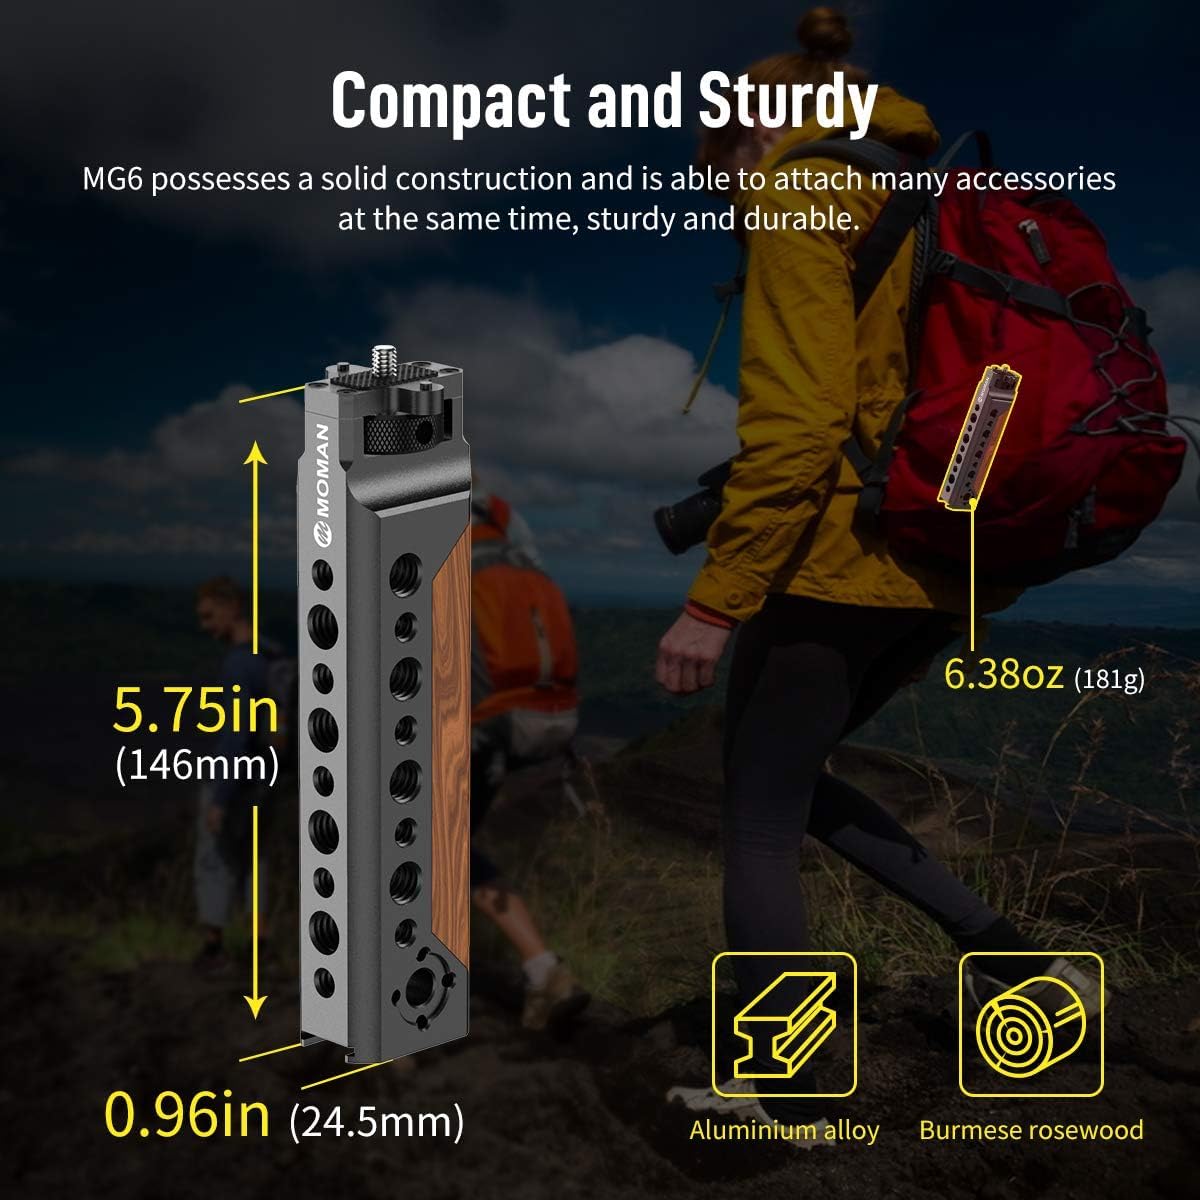 Compact and Sturdy
MG6 possesses a solid construction and is able to attach many accessories
at the same time, sturdy and durable.
MOMAN
5.75in
(146mm)
0.96in (24.5mm)
6.38oz (181g)
Aluminium alloy
Burmese rosewood